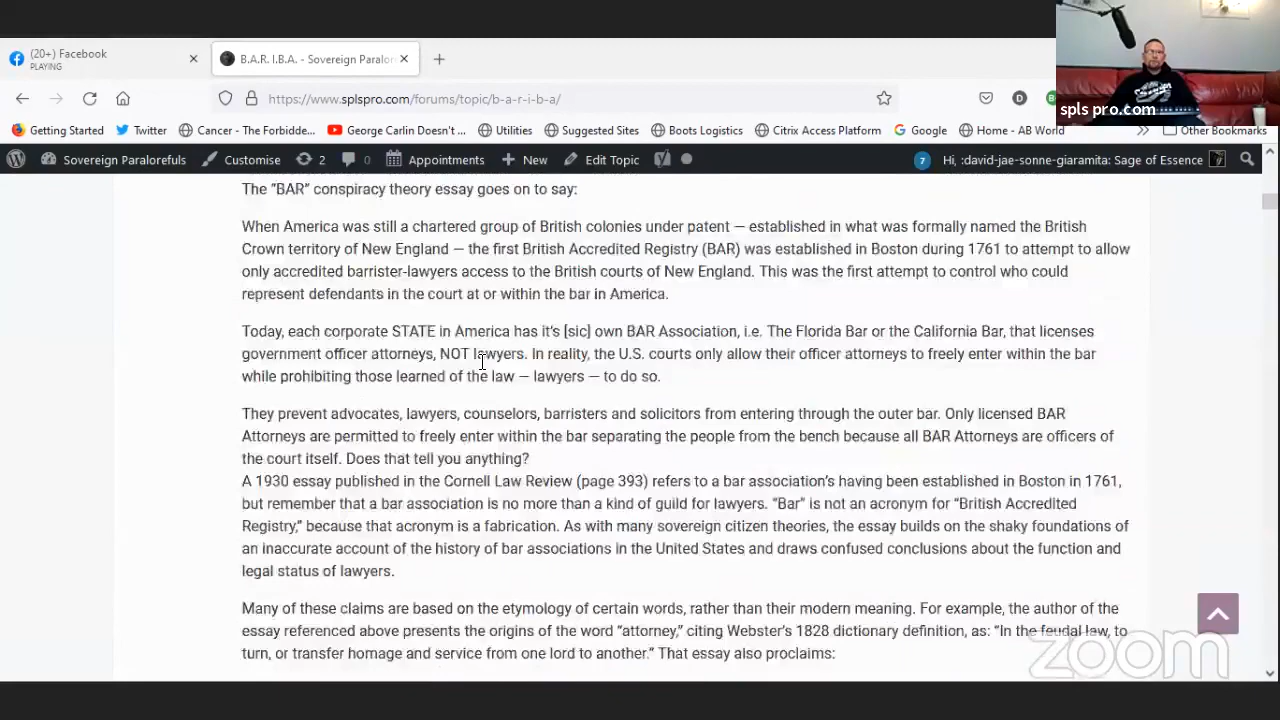 (20+) Facebook
PLAYING
B.A.R. I.B.A. - Sovereign Paralor
https://www.splspro.com/forums/topic/b-a-r-i-b-a/
spls pro.com
Getting Started
Twitter
Cancer - The Forbidde...
George Carlin Doesn't ...
Utilities
Suggested Sites
Boots Logistics
Citrix Access Platform
Google
Home - AB World
Other Bookmarks
Sovereign Paralorefuls
Customise
2
0
Appointments
New
Edit Topic
7
Hi, :david-jae-sonne-giaramita: Sage of Essence
The "BAR" conspiracy theory essay goes on to say:
When America was still a chartered group of British colonies under patent — established in what was formally named the British
Crown territory of New England — the first British Accredited Registry (BAR) was established in Boston during 1761 to attempt to allow
only accredited barrister-lawyers access to the British courts of New England. This was the first attempt to control who could
represent defendants in the court at or within the bar in America.
Today, each corporate STATE in America has it's [sic] own BAR Association, i.e. The Florida Bar or the California Bar, that licenses
government officer attorneys, NOT lawyers. In reality, the U.S. courts only allow their officer attorneys to freely enter within the bar
while prohibiting those learned of the law — lawyers — to do so.
They prevent advocates, lawyers, counselors, barristers and solicitors from entering through the outer bar. Only licensed BAR
Attorneys are permitted to freely enter within the bar separating the people from the bench because all BAR Attorneys are officers of
the court itself. Does that tell you anything?
A 1930 essay published in the Cornell Law Review (page 393) refers to a bar association's having been established in Boston in 1761,
but remember that a bar association is no more than a kind of guild for lawyers. "Bar" is not an acronym for "British Accredited
Registry," because that acronym is a fabrication. As with many sovereign citizen theories, the essay builds on the shaky foundations of
an inaccurate account of the history of bar associations in the United States and draws confused conclusions about the function and
legal status of lawyers.
Many of these claims are based on the etymology of certain words, rather than their modern meaning. For example, the author of the
essay referenced above presents the origins of the word "attorney," citing Webster's 1828 dictionary definition, as: "In the feudal law, to
turn, or transfer homage and service from one lord to another." That essay also proclaims:
zoom